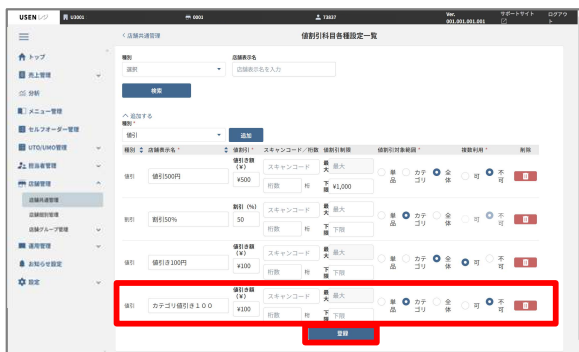 USEN レジ U3001 0001 73837 Ver. 001.001.001.001 サポートサイト ログアウト
< 店舗共通管理 値割引科目各種設定一覧
トップ
売上管理
分析
メニュー管理
セルフオーダー管理
UTO/UMO管理
担当者管理
店舗管理
店舗共通管理
店舗個別管理
店舗グループ管理
運用管理
お知らせ設定
設定
種別 店舗表示名
選択 店舗表示名を入力
検索
へ 追加する
種別 *
値引 追加
種別 店舗表示名 * 値割引 * スキャンコード / 桁数 値割引制限 値割引対象範囲 * 複数利用 * 削除
値引 値引500円 値引き額 (¥) ¥500 スキャンコード 桁数 桁 最大 最大 下限 ¥1,000 単品 カテゴリ 全体 可 不可
割引 割引50% 割引 (%) 50 スキャンコード 桁数 桁 最大 最大 下限 下限 単品 カテゴリ 全体 可 不可
値引 値引き100円 値引き額 (¥) ¥100 スキャンコード 桁数 桁 最大 最大 下限 下限 単品 カテゴリ 全体 可 不可
値引 カテゴリ値引き１００ 値引き額 (¥) ¥100 スキャンコード 桁数 桁 最大 最大 下限 下限 単品 カテゴリ 全体 可 不可
登録